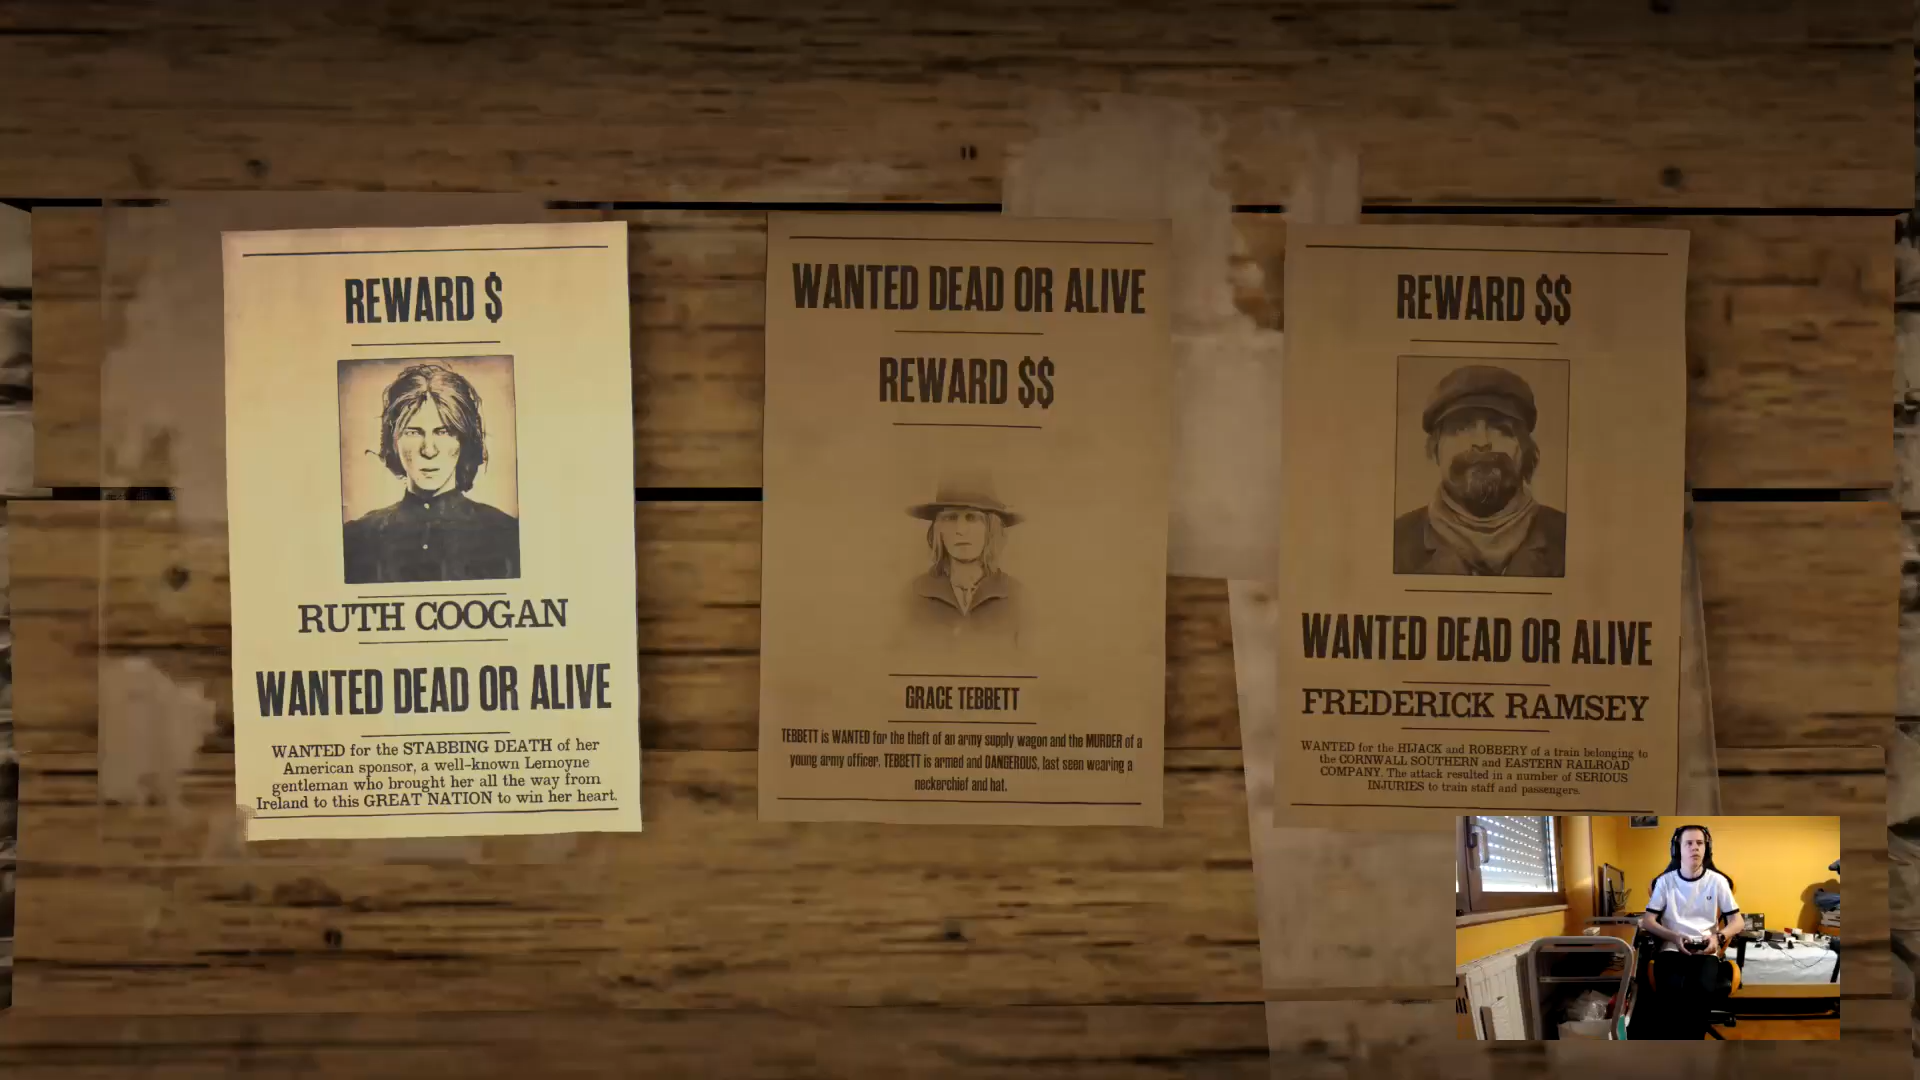 REWARD $
RUTH COOGAN
WANTED DEAD OR ALIVE
WANTED for the STABBING DEATH of her
American sponsor, a well-known Lemoyne
gentleman who brought her all the way from
Ireland to this GREAT NATION to win her heart.
WANTED DEAD OR ALIVE
REWARD $$
GRACE TEBBETT
TEBBETT is WANTED for the theft of an army supply wagon and the MURDER of a
young army officer. TEBBETT is armed and DANGEROUS, last seen wearing a
neckerchief and hat.
REWARD $$
WANTED DEAD OR ALIVE
FREDERICK RAMSEY
WANTED for the HIJACK and ROBBERY of a train belonging to
the CORNWALL SOUTHERN and EASTERN RAILROAD
COMPANY. The attack resulted in a number of SERIOUS
INJURIES to train staff and passengers.